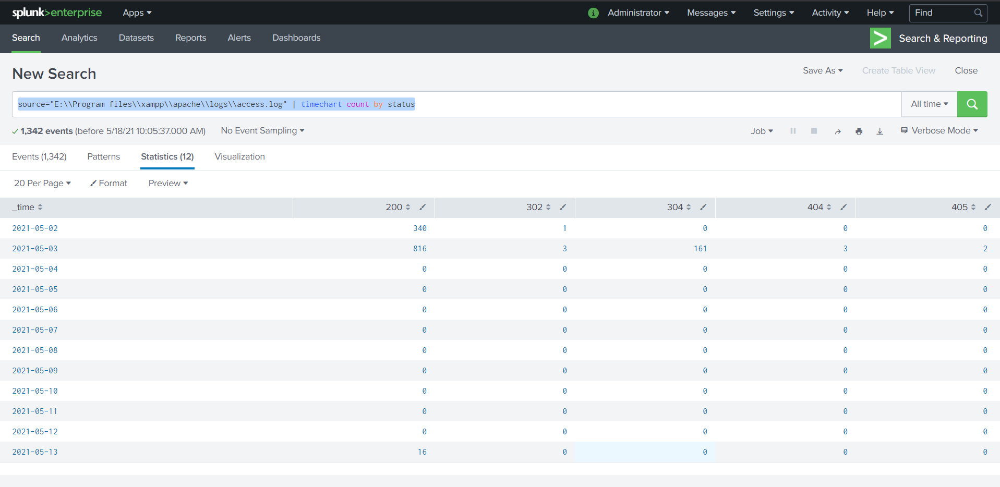 splunk>enterprise Apps Administrator Messages Settings Activity Help Find
Search Analytics Datasets Reports Alerts Dashboards Search & Reporting
New Search Save As Create Table View Close
source="E:\\Program files\\xampp\\apache\\logs\\access.log" | timechart count by status All time
1,342 events (before 5/18/21 10:05:37.000 AM) No Event Sampling Job Verbose Mode
Events (1,342) Patterns Statistics (12) Visualization
20 Per Page Format Preview
_time 200 302 304 404 405
2021-05-02 340 1 0 0 0
2021-05-03 816 3 161 3 2
2021-05-04 0 0 0 0 0
2021-05-05 0 0 0 0 0
2021-05-06 0 0 0 0 0
2021-05-07 0 0 0 0 0
2021-05-08 0 0 0 0 0
2021-05-09 0 0 0 0 0
2021-05-10 0 0 0 0 0
2021-05-11 0 0 0 0 0
2021-05-12 0 0 0 0 0
2021-05-13 16 0 0 0 0